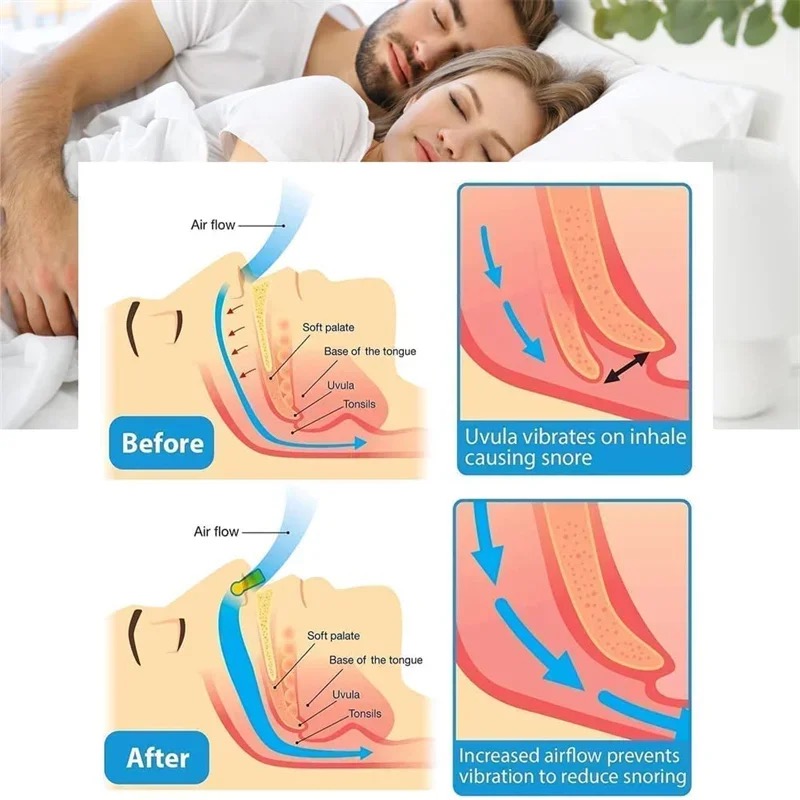 Air flow
Soft palate
Base of the tongue
Uvula
Tonsils
Before
Uvula vibrates on inhale
causing snore
Air flow
Soft palate
Base of the tongue
Uvula
Tonsils
After
Increased airflow prevents
vibration to reduce snoring